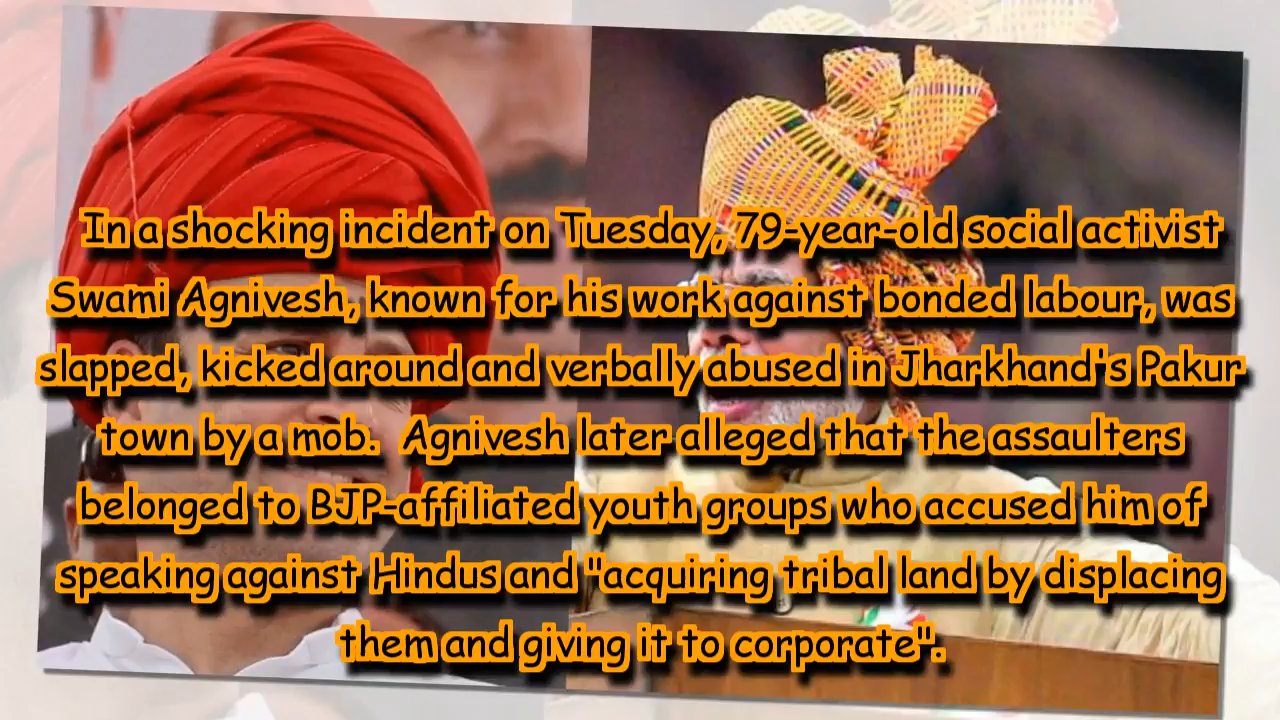 In a shocking incident on Tuesday, 79-year-old social activist
Swami Agnivesh, known for his work against bonded labour, was
slapped, kicked around and verbally abused in Jharkhand's Pakur
town by a mob.  Agnivesh later alleged that the assaulters
belonged to BJP-affiliated youth groups who accused him of
speaking against Hindus and "acquiring tribal land by displacing
them and giving it to corporate".